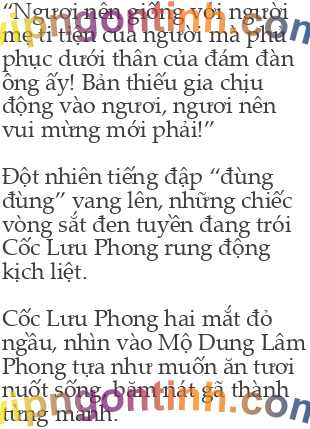 “Ngươi nên giống với người
mẹ ti tiện của ngươi mà phủ
phục dưới thân của đám đàn
ông ấy! Bản thiếu gia chịu
động vào ngươi, ngươi nên
vui mừng mới phải!”
Đột nhiên tiếng đập “đùng
đùng” vang lên, những chiếc
vòng sắt đen tuyền đang trói
Cốc Lưu Phong rung động
kịch liệt.
Cốc Lưu Phong hai mắt đỏ
ngầu, nhìn vào Mộ Dung Lâm
Phong tựa như muốn ăn tươi
nuốt sống, băm nát gã thành
từng mảnh.